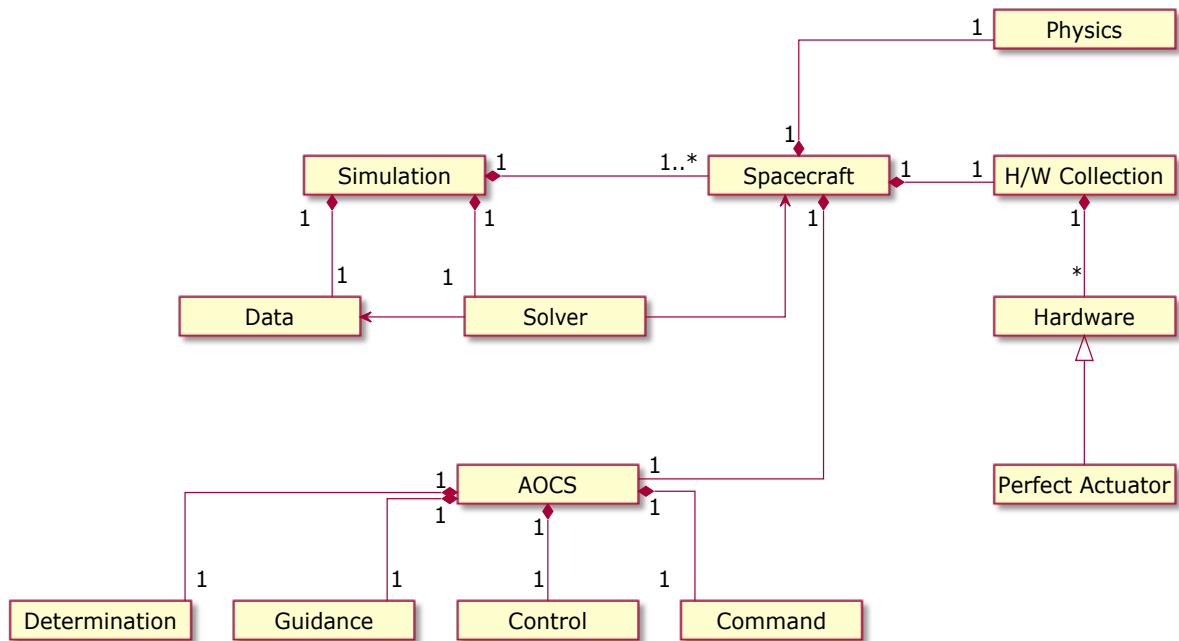 1
Physics
1
1
1..*
1
1
Simulation
Spacecraft
H/W Collection
1
1
1
1
1
1
*
Data
Solver
Hardware
1
1
AOCS
Perfect Actuator
1
1
1
1
1
1
1
Determination
Guidance
Control
Command